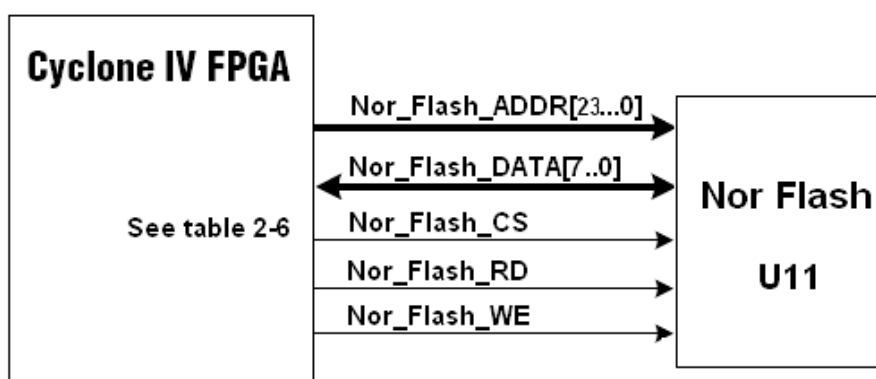 Cyclone IV FPGA
See table 2-6
Nor_Flash_ADDR[23...0]
Nor_Flash_DATA[7..0]
Nor_Flash_CS
Nor_Flash_RD
Nor_Flash_WE
Nor Flash
U11